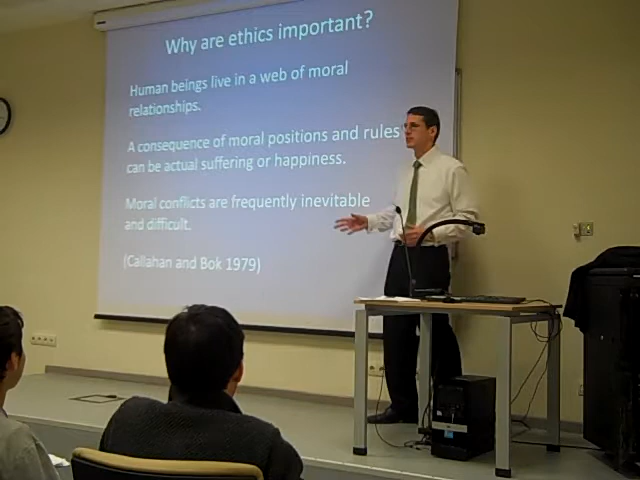 Why are ethics important?
Human beings live in a web of moral
relationships.
A consequence of moral positions and rules
can be actual suffering or happiness.
Moral conflicts are frequently inevitable
and difficult.
(Callahan and Bok 1979)